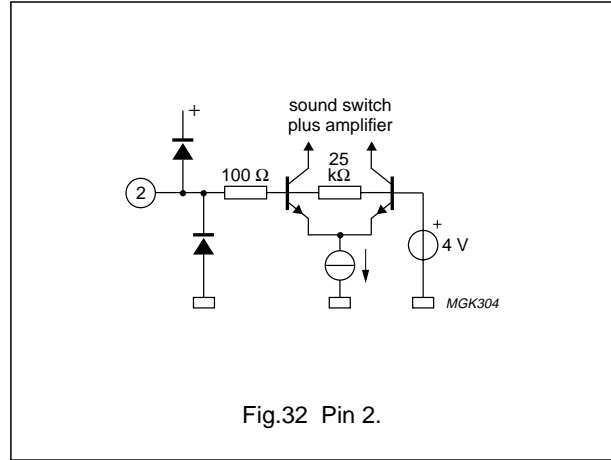 +
sound switch
plus amplifier
25
kΩ
100 Ω
2
+
4 V
MGK304
Fig.32 Pin 2.